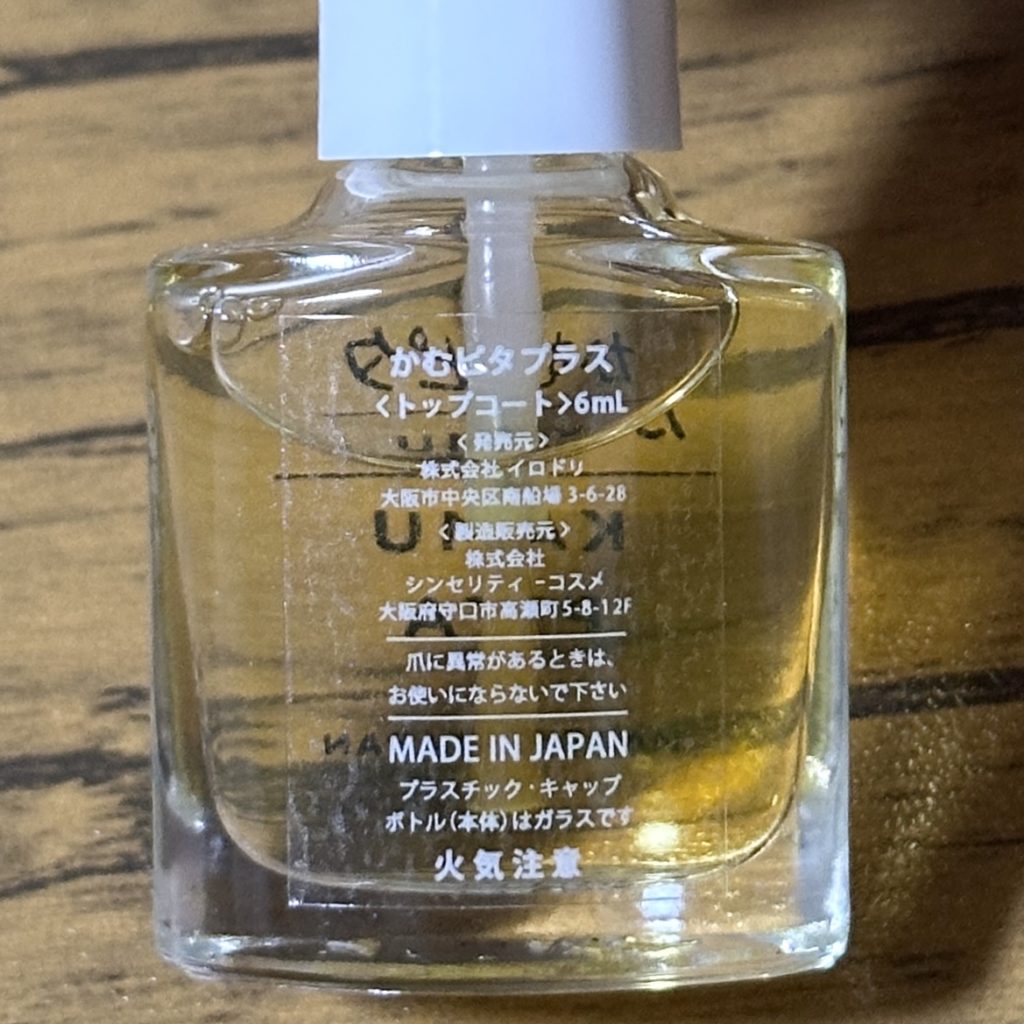 かむピタプラス
<トップコート>6mL
<発売元>
株式会社イロドリ
大阪市中央区南船場 3-6-28
<製造販売元>
株式会社
シンセリティーコスメ
大阪府守口市高瀬町5-8-12F
爪に異常があるときは、
お使いにならないで下さい
MADE IN JAPAN
プラスチック・キャップ
ボトル(本体)はガラスです
火気注意